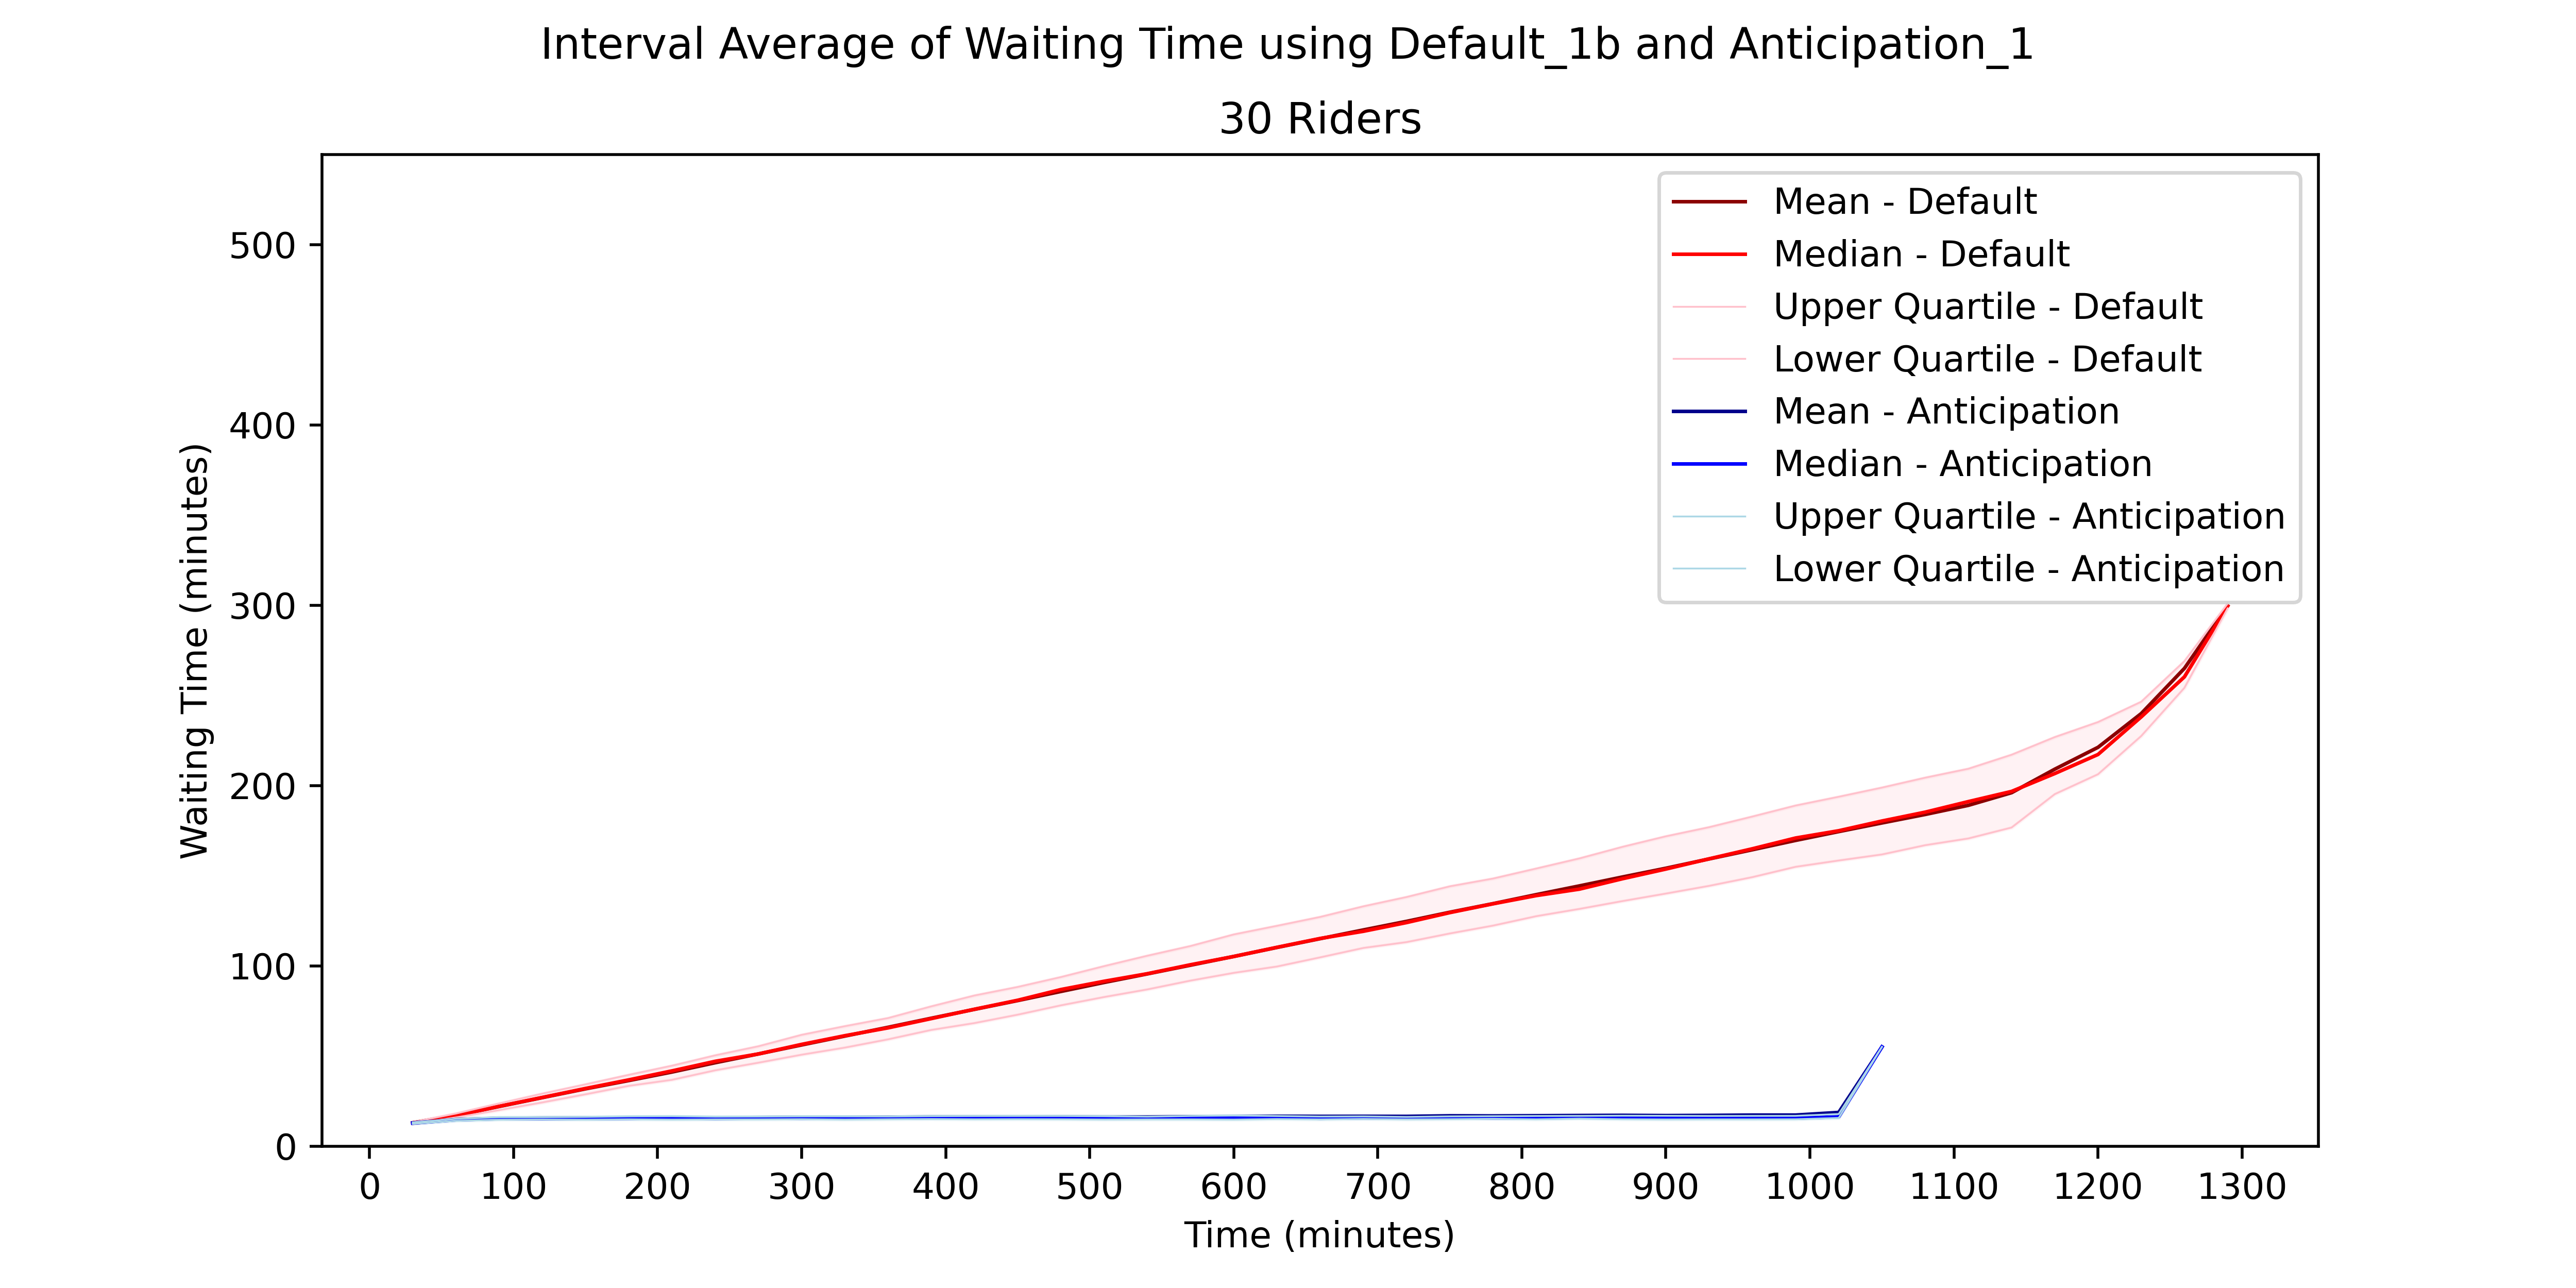 Interval Average of Waiting Time using Default_1b and Anticipation_1
30 Riders
Mean - Default
Median - Default
Upper Quartile - Default
Lower Quartile - Default
Mean - Anticipation
Median - Anticipation
Upper Quartile - Anticipation
Lower Quartile - Anticipation
Waiting Time (minutes)
500
400
300
200
100
0
0 100 200 300 400 500 600 700 800 900 1000 1100 1200 1300
Time (minutes)